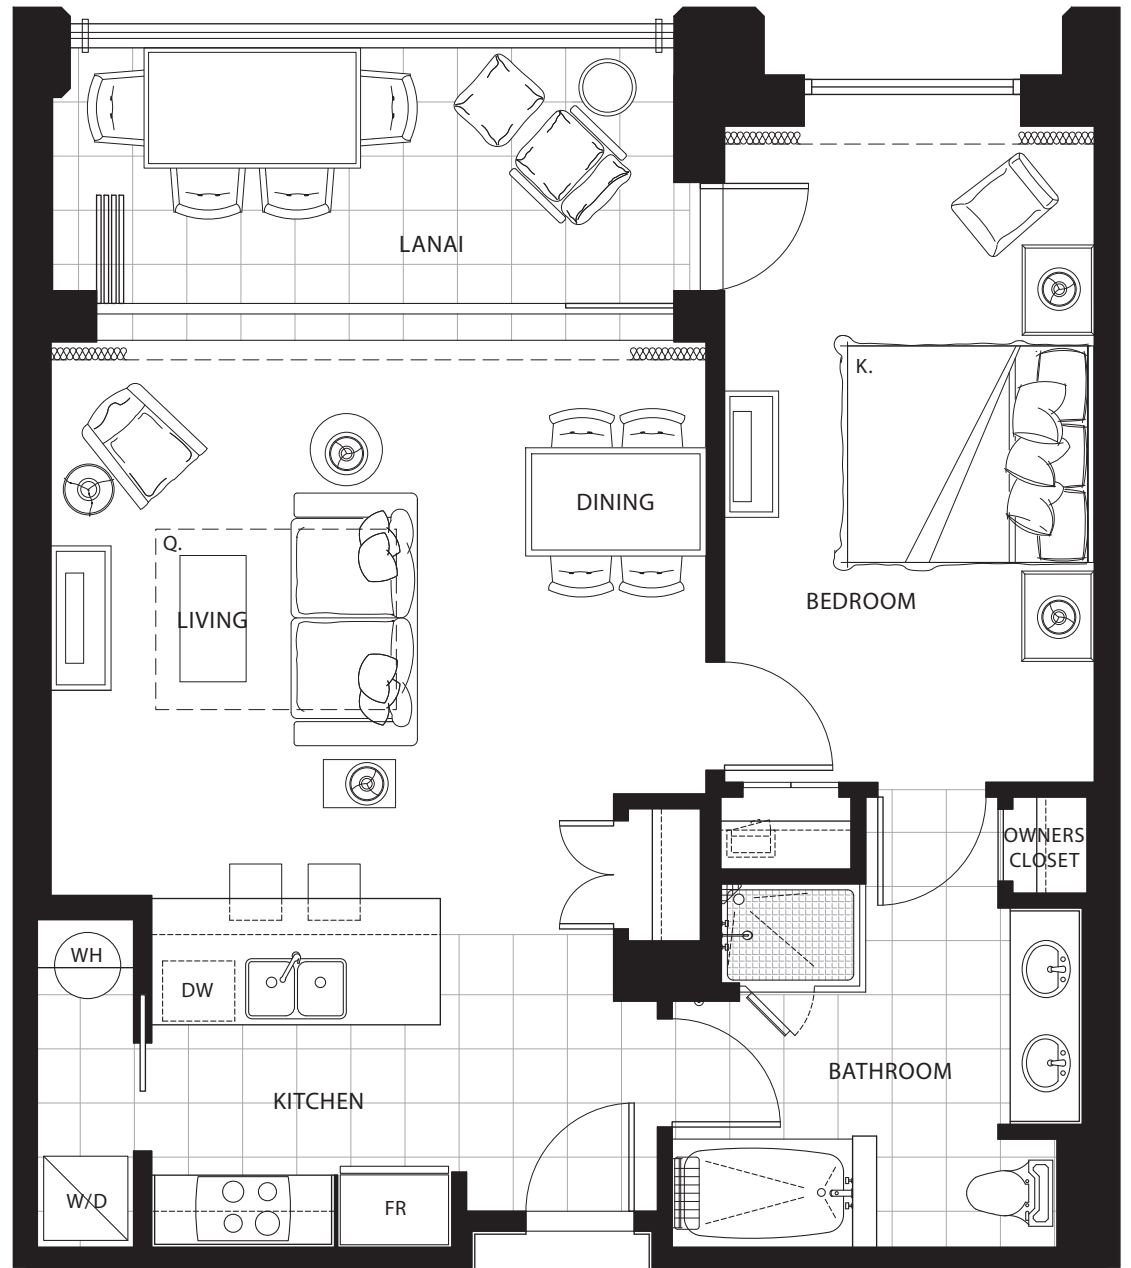 LANAI
K.
DINING
Q.
LIVING
BEDROOM
OWNERS
CLOSET
WH
DW
BATHROOM
KITCHEN
W/D
FR